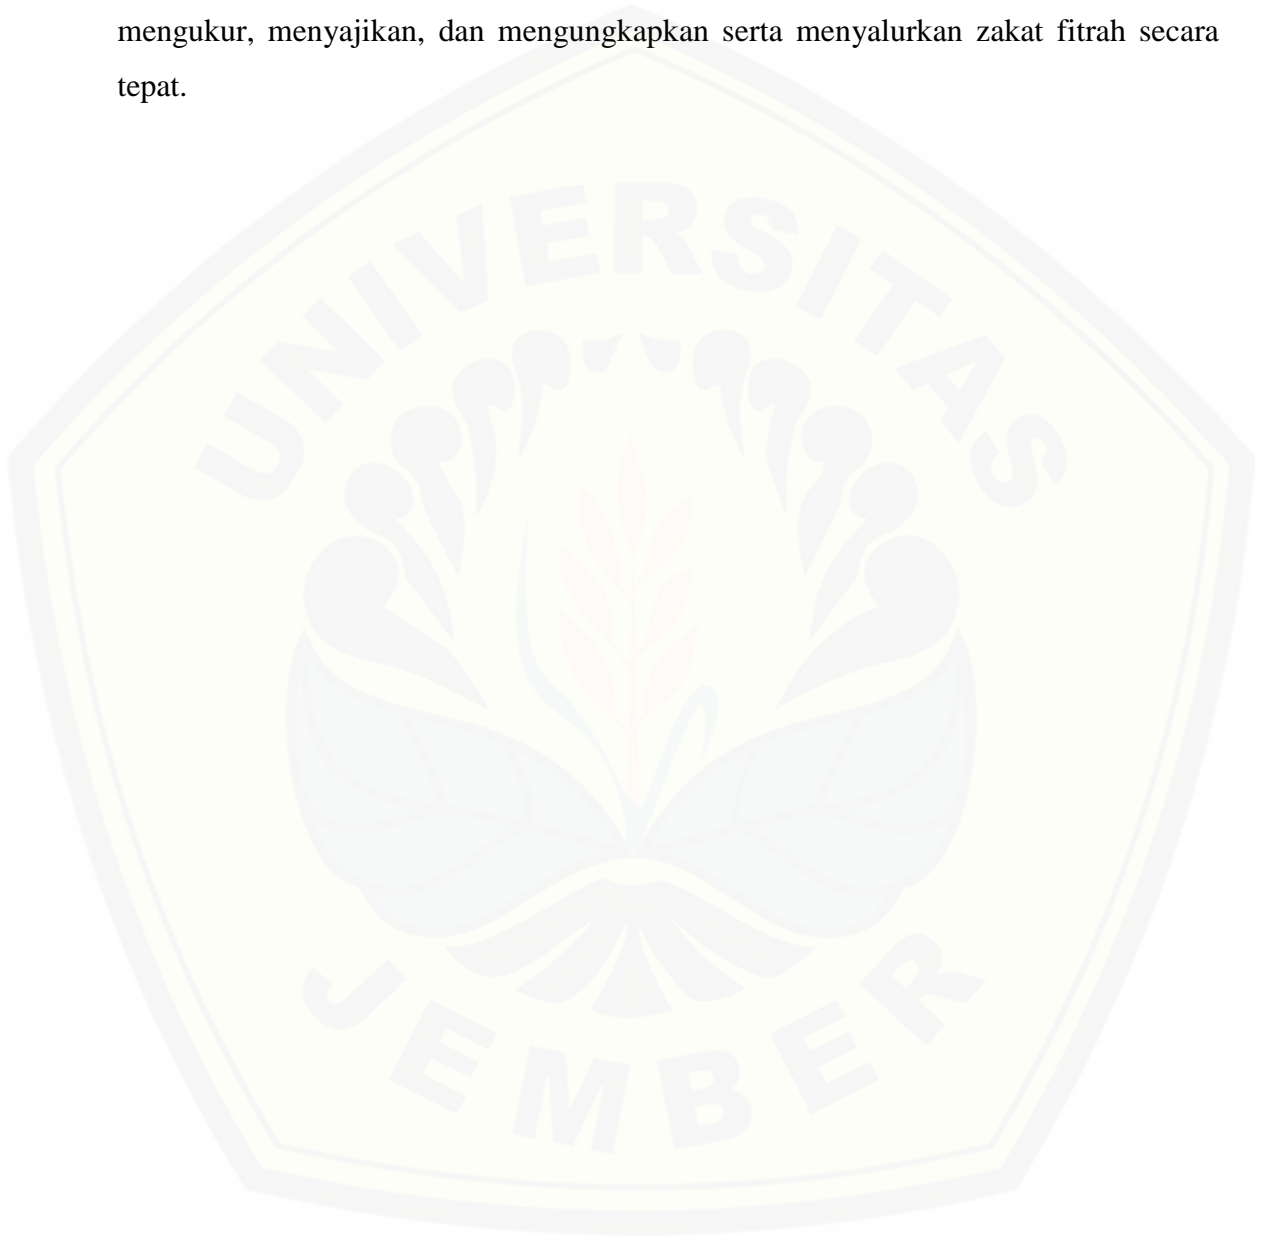 mengukur, menyajikan, dan mengungkapkan serta menyalurkan zakat fitrah secara
tepat.
UNIVERSITAS
JEMBER